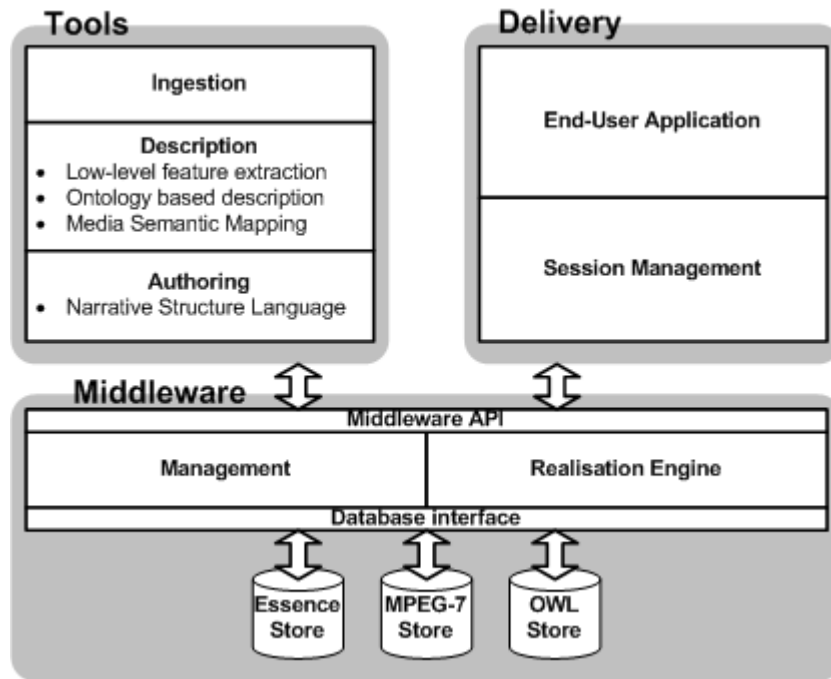 Tools
Ingestion
Description
• Low-level feature extraction
• Ontology based description
• Media Semantic Mapping
Authoring
• Narrative Structure Language
Delivery
End-User Application
Session Management
Middleware
Middleware API
Management
Realisation Engine
Database interface
Essence
Store
MPEG-7
Store
OWL
Store